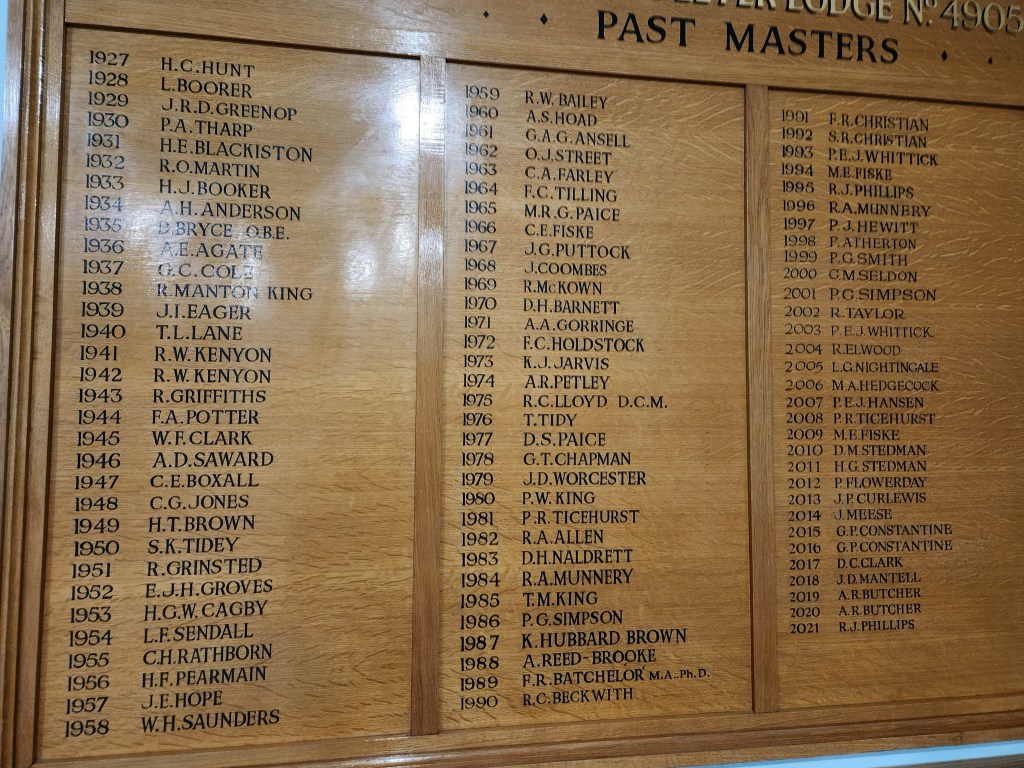 LODGE Nº 4905
PAST MASTERS
1927 H.C.HUNT
1928 L.BOORER
1929 J.R.D.GREENOP
1930 P.A.THARP
1931 H.E.BLACKISTON
1932 R.O.MARTIN
1933 H.J.BOOKER
1934 A.H.ANDERSON
1935 D.BRYCE O.B.E.
1936 A.E.AGATE
1937 G.C.COLE
1938 R.MANTON KING
1939 J.I.EAGER
1940 T.L.LANE
1941 R.W.KENYON
1942 R.W.KENYON
1943 R.GRIFFITHS
1944 F.A.POTTER
1945 W.F.CLARK
1946 A.D.SAWARD
1947 C.E.BOXALL
1948 C.G.JONES
1949 H.T.BROWN
1950 S.K.TIDEY
1951 R.GRINSTED
1952 E.J.H.GROVES
1953 H.G.W.CAGBY
1954 L.F.SENDALL
1955 C.H.RATHBORN
1956 H.F.PEARMAIN
1957 J.E.HOPE
1958 W.H.SAUNDERS
1959 R.W.BAILEY
1960 A.S.HOAD
1961 G.A.G.ANSELL
1962 O.J.STREET
1963 C.A.FARLEY
1964 F.C.TILLING
1965 M.R.G.PAICE
1966 C.E.FISKE
1967 J.G.PUTTOCK
1968 J.COOMBES
1969 R.McKOWN
1970 D.H.BARNETT
1971 A.A.GORRINGE
1972 F.C.HOLDSTOCK
1973 K.J.JARVIS
1974 A.R.PETLEY
1975 R.C.LLOYD D.C.M.
1976 T.TIDY
1977 D.S.PAICE
1978 G.T.CHAPMAN
1979 J.D.WORCESTER
1980 P.W.KING
1981 P.R.TICEHURST
1982 R.A.ALLEN
1983 D.H.NALDRETT
1984 R.A.MUNNERY
1985 T.M.KING
1986 P.G.SIMPSON
1987 K.HUBBARD BROWN
1988 A.REED-BROOKE
1989 F.R.BATCHELOR M.A.,Ph.D.
1990 R.C.BECKWITH
1991 F.R.CHRISTIAN
1992 S.R.CHRISTIAN
1993 P.E.J.WHITTICK
1994 M.E.FISKE
1995 R.J.PHILLIPS
1996 R.A.MUNNERY
1997 P.J.HEWITT
1998 P.ATHERTON
1999 P.G.SMITH
2000 C.M.SELDON
2001 P.G.SIMPSON
2002 R.TAYLOR
2003 P.E.J.WHITTICK
2004 R.ELWOOD
2005 L.G.NIGHTINGALE
2006 M.A.HEDGECOCK
2007 P.E.J.HANSEN
2008 P.R.TICEHURST
2009 M.E.FISKE
2010 D.M.STEDMAN
2011 H.G.STEDMAN
2012 P.FLOWERDAY
2013 J.P.CURLEWIS
2014 J.MEESE
2015 G.P.CONSTANTINE
2016 G.P.CONSTANTINE
2017 D.C.CLARK
2018 J.D.MANTELL
2019 A.R.BUTCHER
2020 A.R.BUTCHER
2021 R.J.PHILLIPS